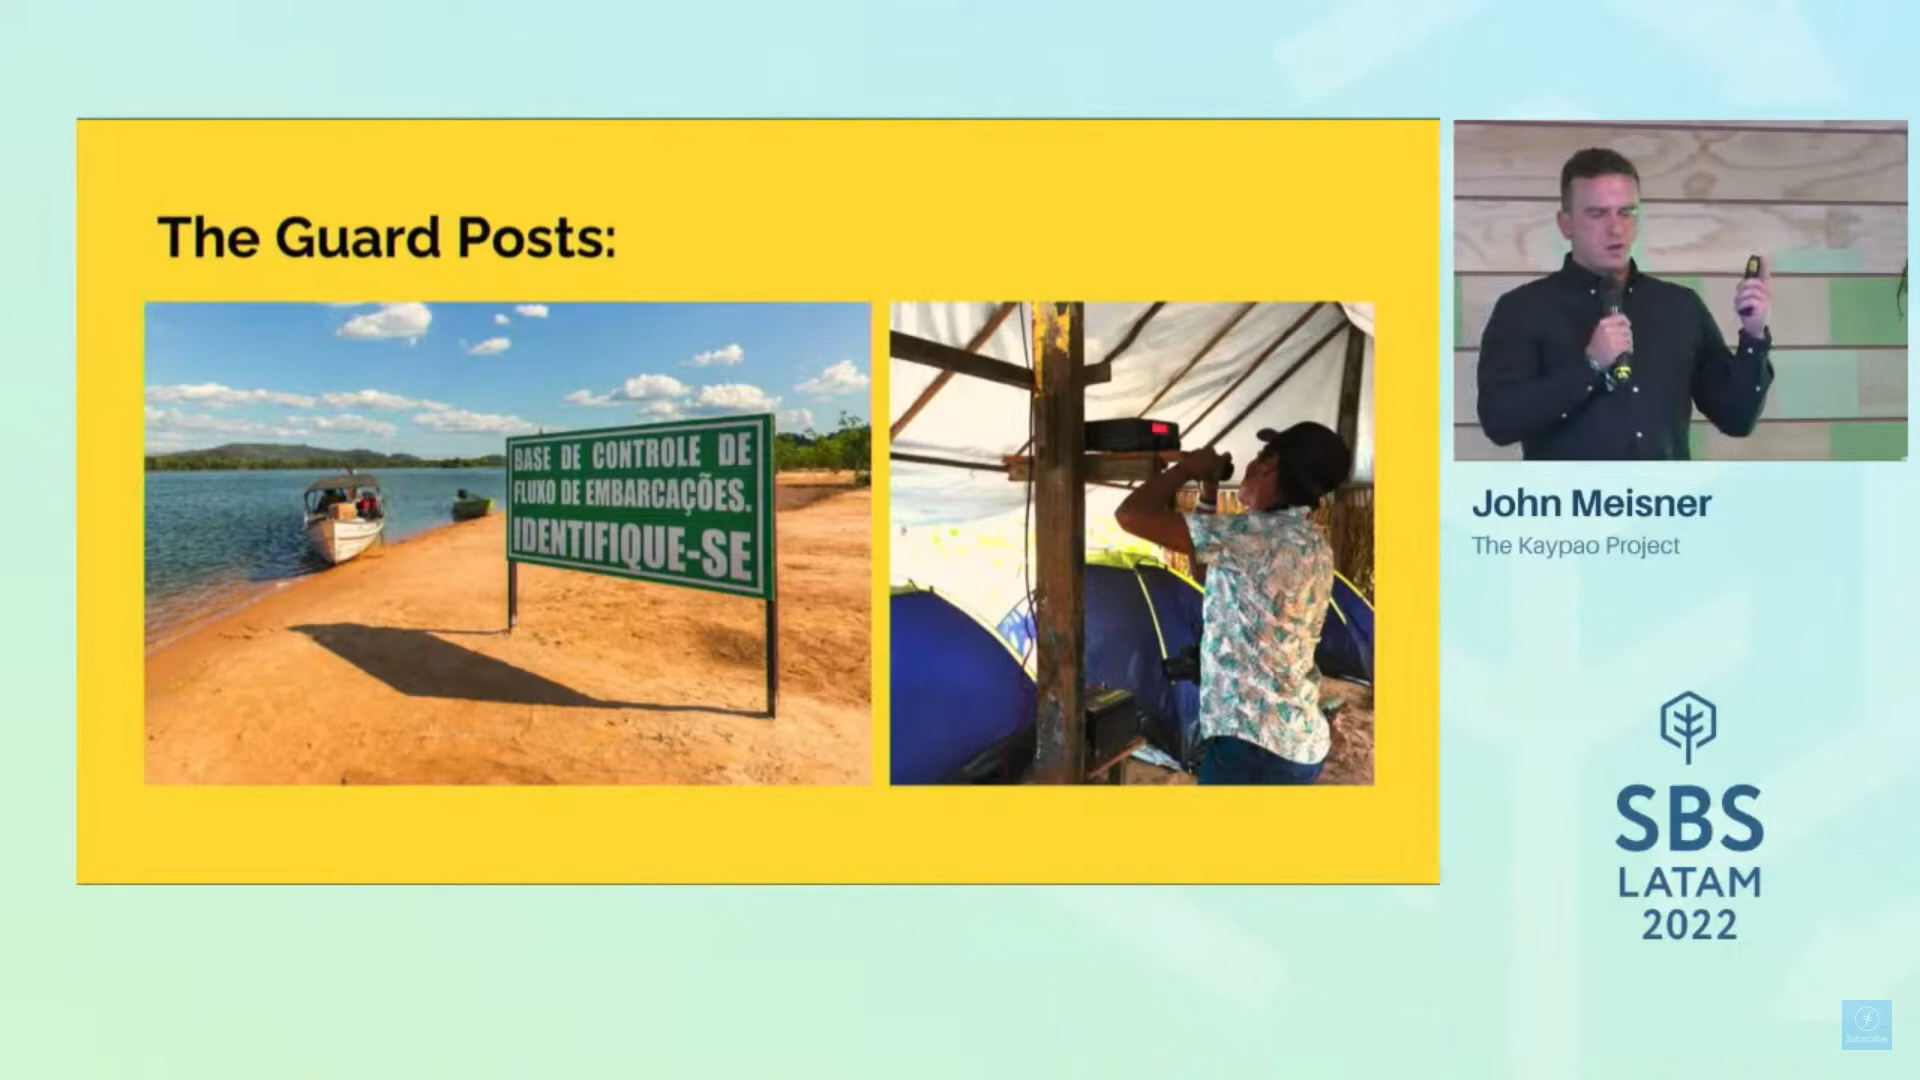 The Guard Posts:
BASE DE CONTROLE DE
FLUXO DE EMBARCAÇÕES.
IDENTIFIQUE-SE
John Meisner
The Kaypao Project
SBS
LATAM
2022
Subscribe